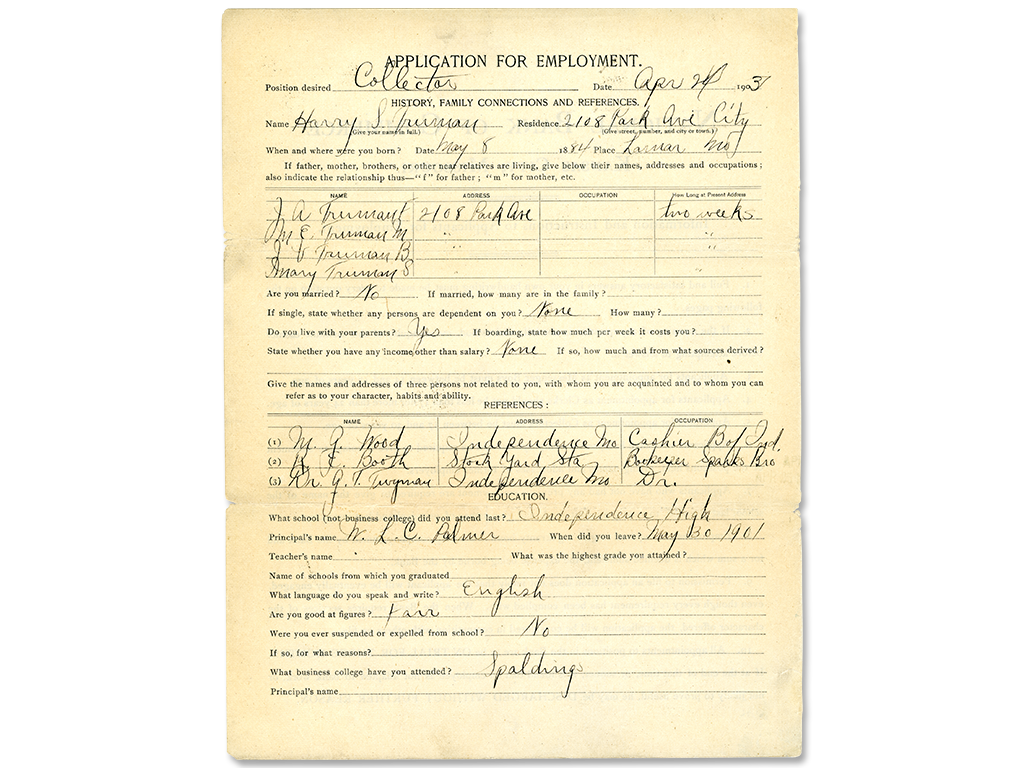 APPLICATION FOR EMPLOYMENT.
Position desired Collector Date Apr 24 1903
HISTORY, FAMILY CONNECTIONS AND REFERENCES.
Name Harry S. Truman Residence 2108 Park Ave City
(Give your name in full.) (Give street, number, and city or town.)
When and where were you born? Date May 8 1884 Place Lamar Mo
If father, mother, brothers, or other near relatives are living, give below their names, addresses and occupations;
also indicate the relationship thus—"f" for father; "m" for mother, etc.
NAME ADDRESS OCCUPATION How Long at Present Address
J A Truman f 2108 Park Ave two weeks
M E. Truman M " "
J V Truman B " "
Mary Truman S "
Are you married? No If married, how many are in the family?
If single, state whether any persons are dependent on you? None How many?
Do you live with your parents? Yes If boarding, state how much per week it costs you?
State whether you have any income other than salary? None If so, how much and from what sources derived?
Give the names and addresses of three persons not related to you, with whom you are acquainted and to whom you can
refer as to your character, habits and ability.
REFERENCES:
NAME ADDRESS OCCUPATION
(1) M. G. Wood Independence Mo Cashier B of Ind.
(2) Booth Stock Yard Sta Bookeeper Sparks Bro
(3) Dr. G. T. Twyman Independence Mo Dr.
EDUCATION.
What school (not business college) did you attend last? Independence High
Principal's name W. L. C. Palmer When did you leave? May 30 1901
Teacher's name What was the highest grade you attained?
Name of schools from which you graduated
What language do you speak and write? English
Are you good at figures? Fair
Were you ever suspended or expelled from school? No
If so, for what reasons?
What business college have you attended? Spaldings
Principal's name